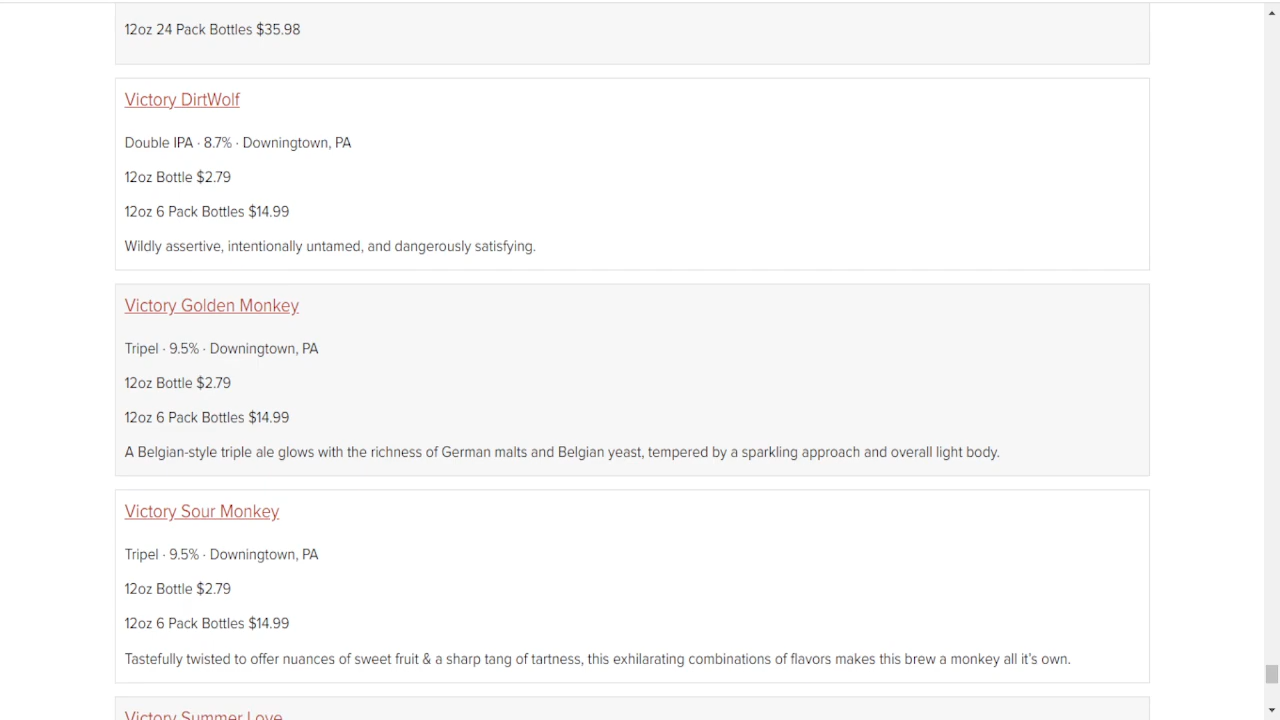 12oz 24 Pack Bottles $35.98
Victory DirtWolf
Double IPA · 8.7% · Downingtown, PA
12oz Bottle $2.79
12oz 6 Pack Bottles $14.99
Wildly assertive, intentionally untamed, and dangerously satisfying.
Victory Golden Monkey
Tripel · 9.5% · Downingtown, PA
12oz Bottle $2.79
12oz 6 Pack Bottles $14.99
A Belgian-style triple ale glows with the richness of German malts and Belgian yeast, tempered by a sparkling approach and overall light body.
Victory Sour Monkey
Tripel · 9.5% · Downingtown, PA
12oz Bottle $2.79
12oz 6 Pack Bottles $14.99
Tastefully twisted to offer nuances of sweet fruit & a sharp tang of tartness, this exhilarating combinations of flavors makes this brew a monkey all it’s own.
Victory Summer Love